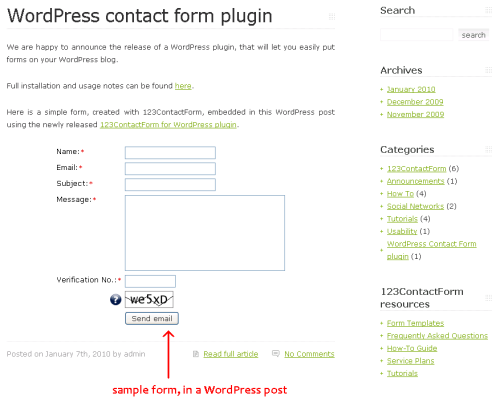 WordPress contact form plugin
We are happy to announce the release of a WordPress plugin, that will let you easily put
forms on your WordPress blog.
Full installation and usage notes can be found here.
Here is a simple form, created with 123ContactForm, embedded in this WordPress post
using the newly released 123ContactForm for WordPress plugin.
Name:*
Email:*
Subject:*
Message:*
Verification No.:*
? we5xD
Send email
Posted on January 7th, 2010 by admin Read full article No Comments
sample form, in a WordPress post
Search
search
Archives
January 2010
December 2009
November 2009
Categories
123ContactForm (6)
Announcements (1)
How To (4)
Social Networks (2)
Tutorials (4)
Usability (1)
WordPress Contact Form
plugin (1)
123ContactForm
resources
Form Templates
Frequently Asked Questions
How-To Guide
Service Plans
Tutorials